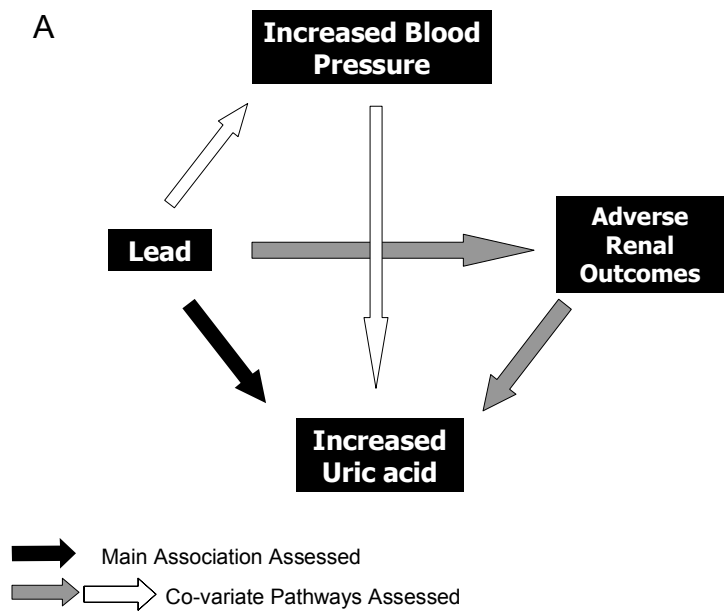 A
Increased Blood
Pressure
Lead
Adverse
Renal
Outcomes
Increased
Uric acid
Main Association Assessed
Co-variate Pathways Assessed